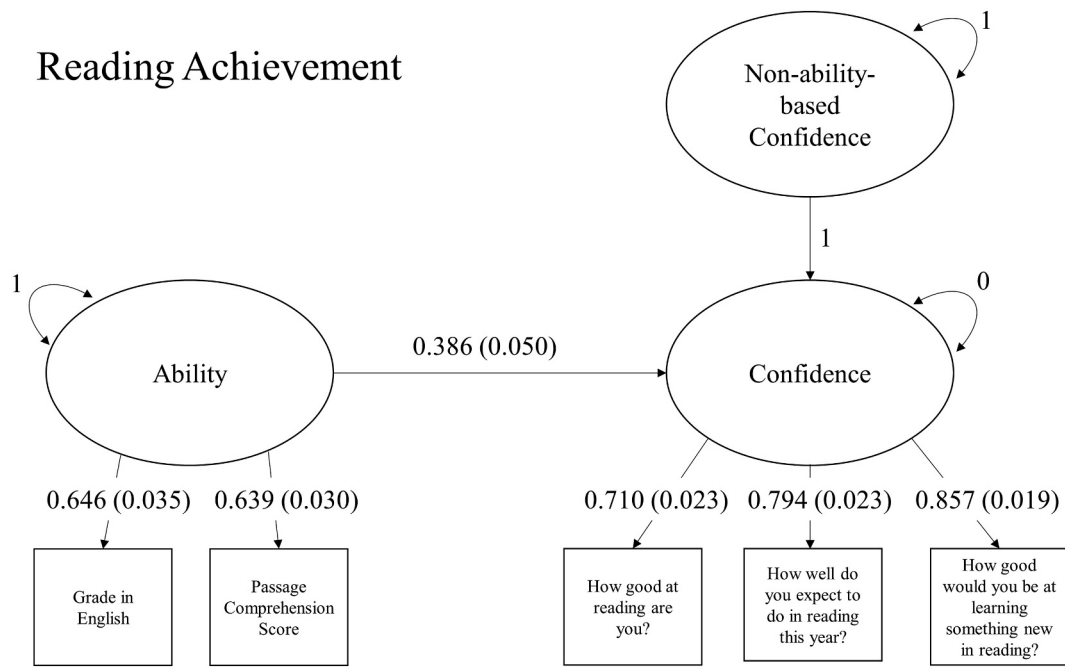 Reading Achievement
1
Non-ability-
based
Confidence
1
1
0
Ability
0.386 (0.050)
Confidence
0.646 (0.035)
0.639 (0.030)
0.710 (0.023)
0.794 (0.023)
0.857 (0.019)
Grade in
English
Passage
Comprehension
Score
How good at
reading are
you?
How well do
you expect to
do in reading
this year?
How good
would you be at
learning
something new
in reading?